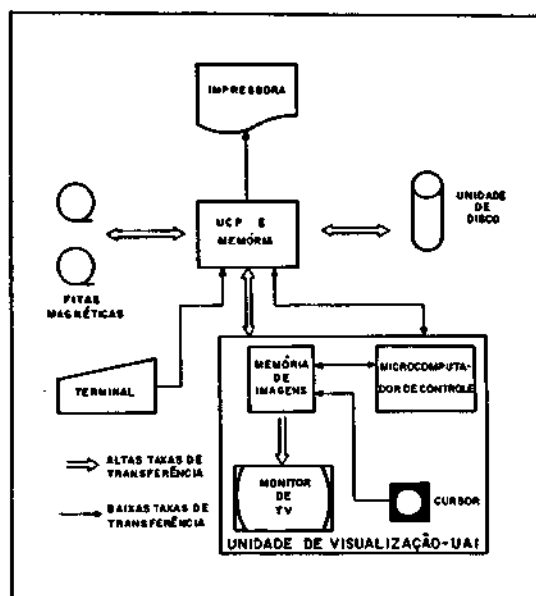 IMPRESSORA
UCP E
MEMÓRIA
UNIDADE
DE
DISCO
FITAS
MAGNÉTICAS
TERMINAL
MEMÓRIA
DE
IMAGENS
MICROCOMPUTA-
DOR DE CONTROLE
ALTAS TAXAS DE
TRANSFERÊNCIA
MONITOR
DE
TV
CURSOR
BAIXAS TAXAS DE
TRANSFERÊNCIA
UNIDADE DE VISUALIZAÇÃO-UAI